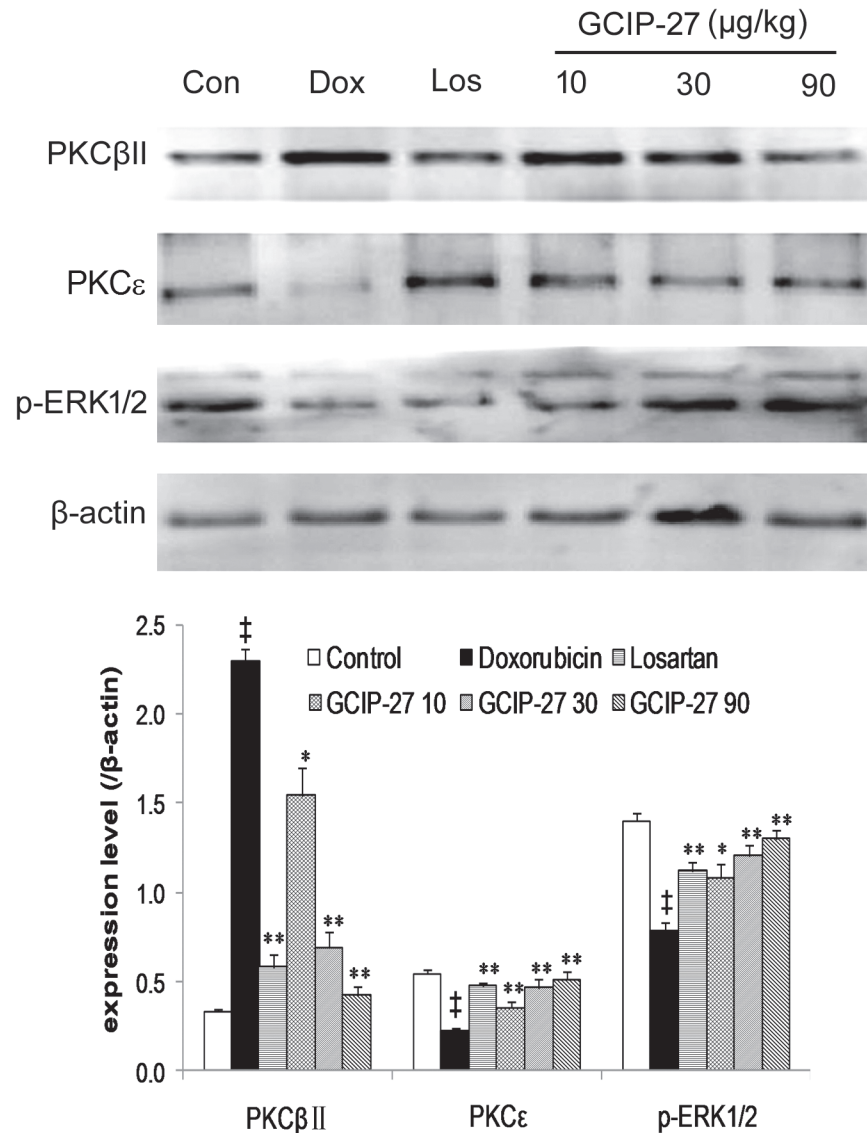 GCIP-27 (μg/kg)
Con Dox Los 10 30 90
PKCβII
PKCε
p-ERK1/2
β-actin
2.5
2.0
1.5
1.0
0.5
0.0
expression level (/β-actin)
Control Doxorubicin Losartan
GCIP-27 10 GCIP-27 30 GCIP-27 90
‡ ** * ** **
‡ ** ** ** **
‡ ** * ** **
PKCβⅡ PKCε p-ERK1/2